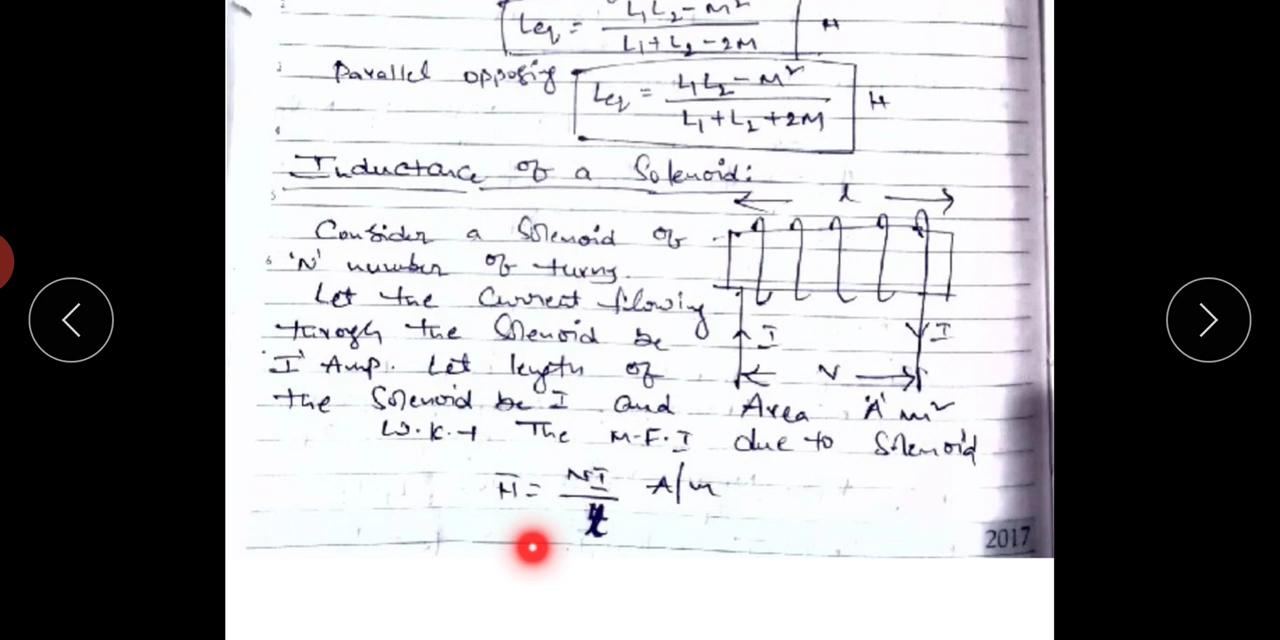 Leq = L1L2 - M² / L1 + L2 - 2M H
Parallel opposing Leq = L1L2 - M² / L1 + L2 + 2M H
Inductance of a Solenoid:
l
Consider a Solenoid of
'N' number of turns.
Let the Current flowing
throgh the Solenoid be
I I
'I' Amp. Let length of
N
the Solenoid be I and Area 'A' m²
W.K.t The M.F.I due to Solenoid
H̅ = NI / l A/m
2017